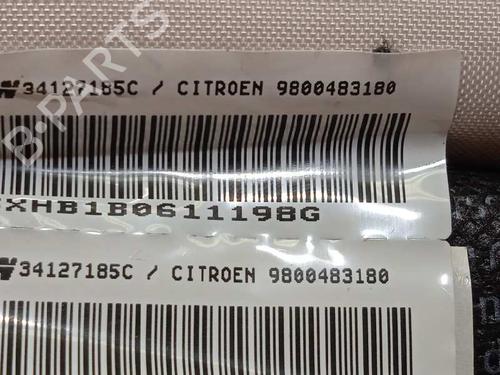 34127185C / CITROEN 9800483180
XHB1B0611198G
34127185C / CITROEN 9800483180
B-PARTS